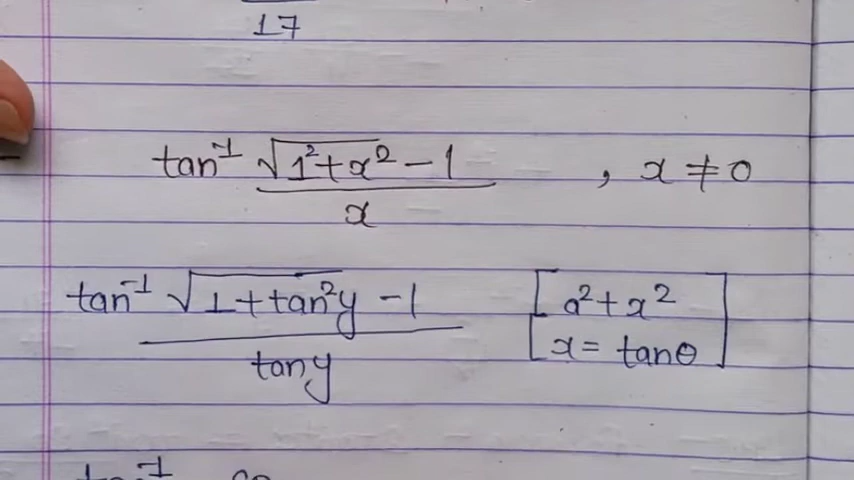 17
tan⁻¹ √1²+x² - 1 , x ≠ 0
x
tan⁻¹ √1+tan²y - 1
tany
a²+x²
x = tanθ